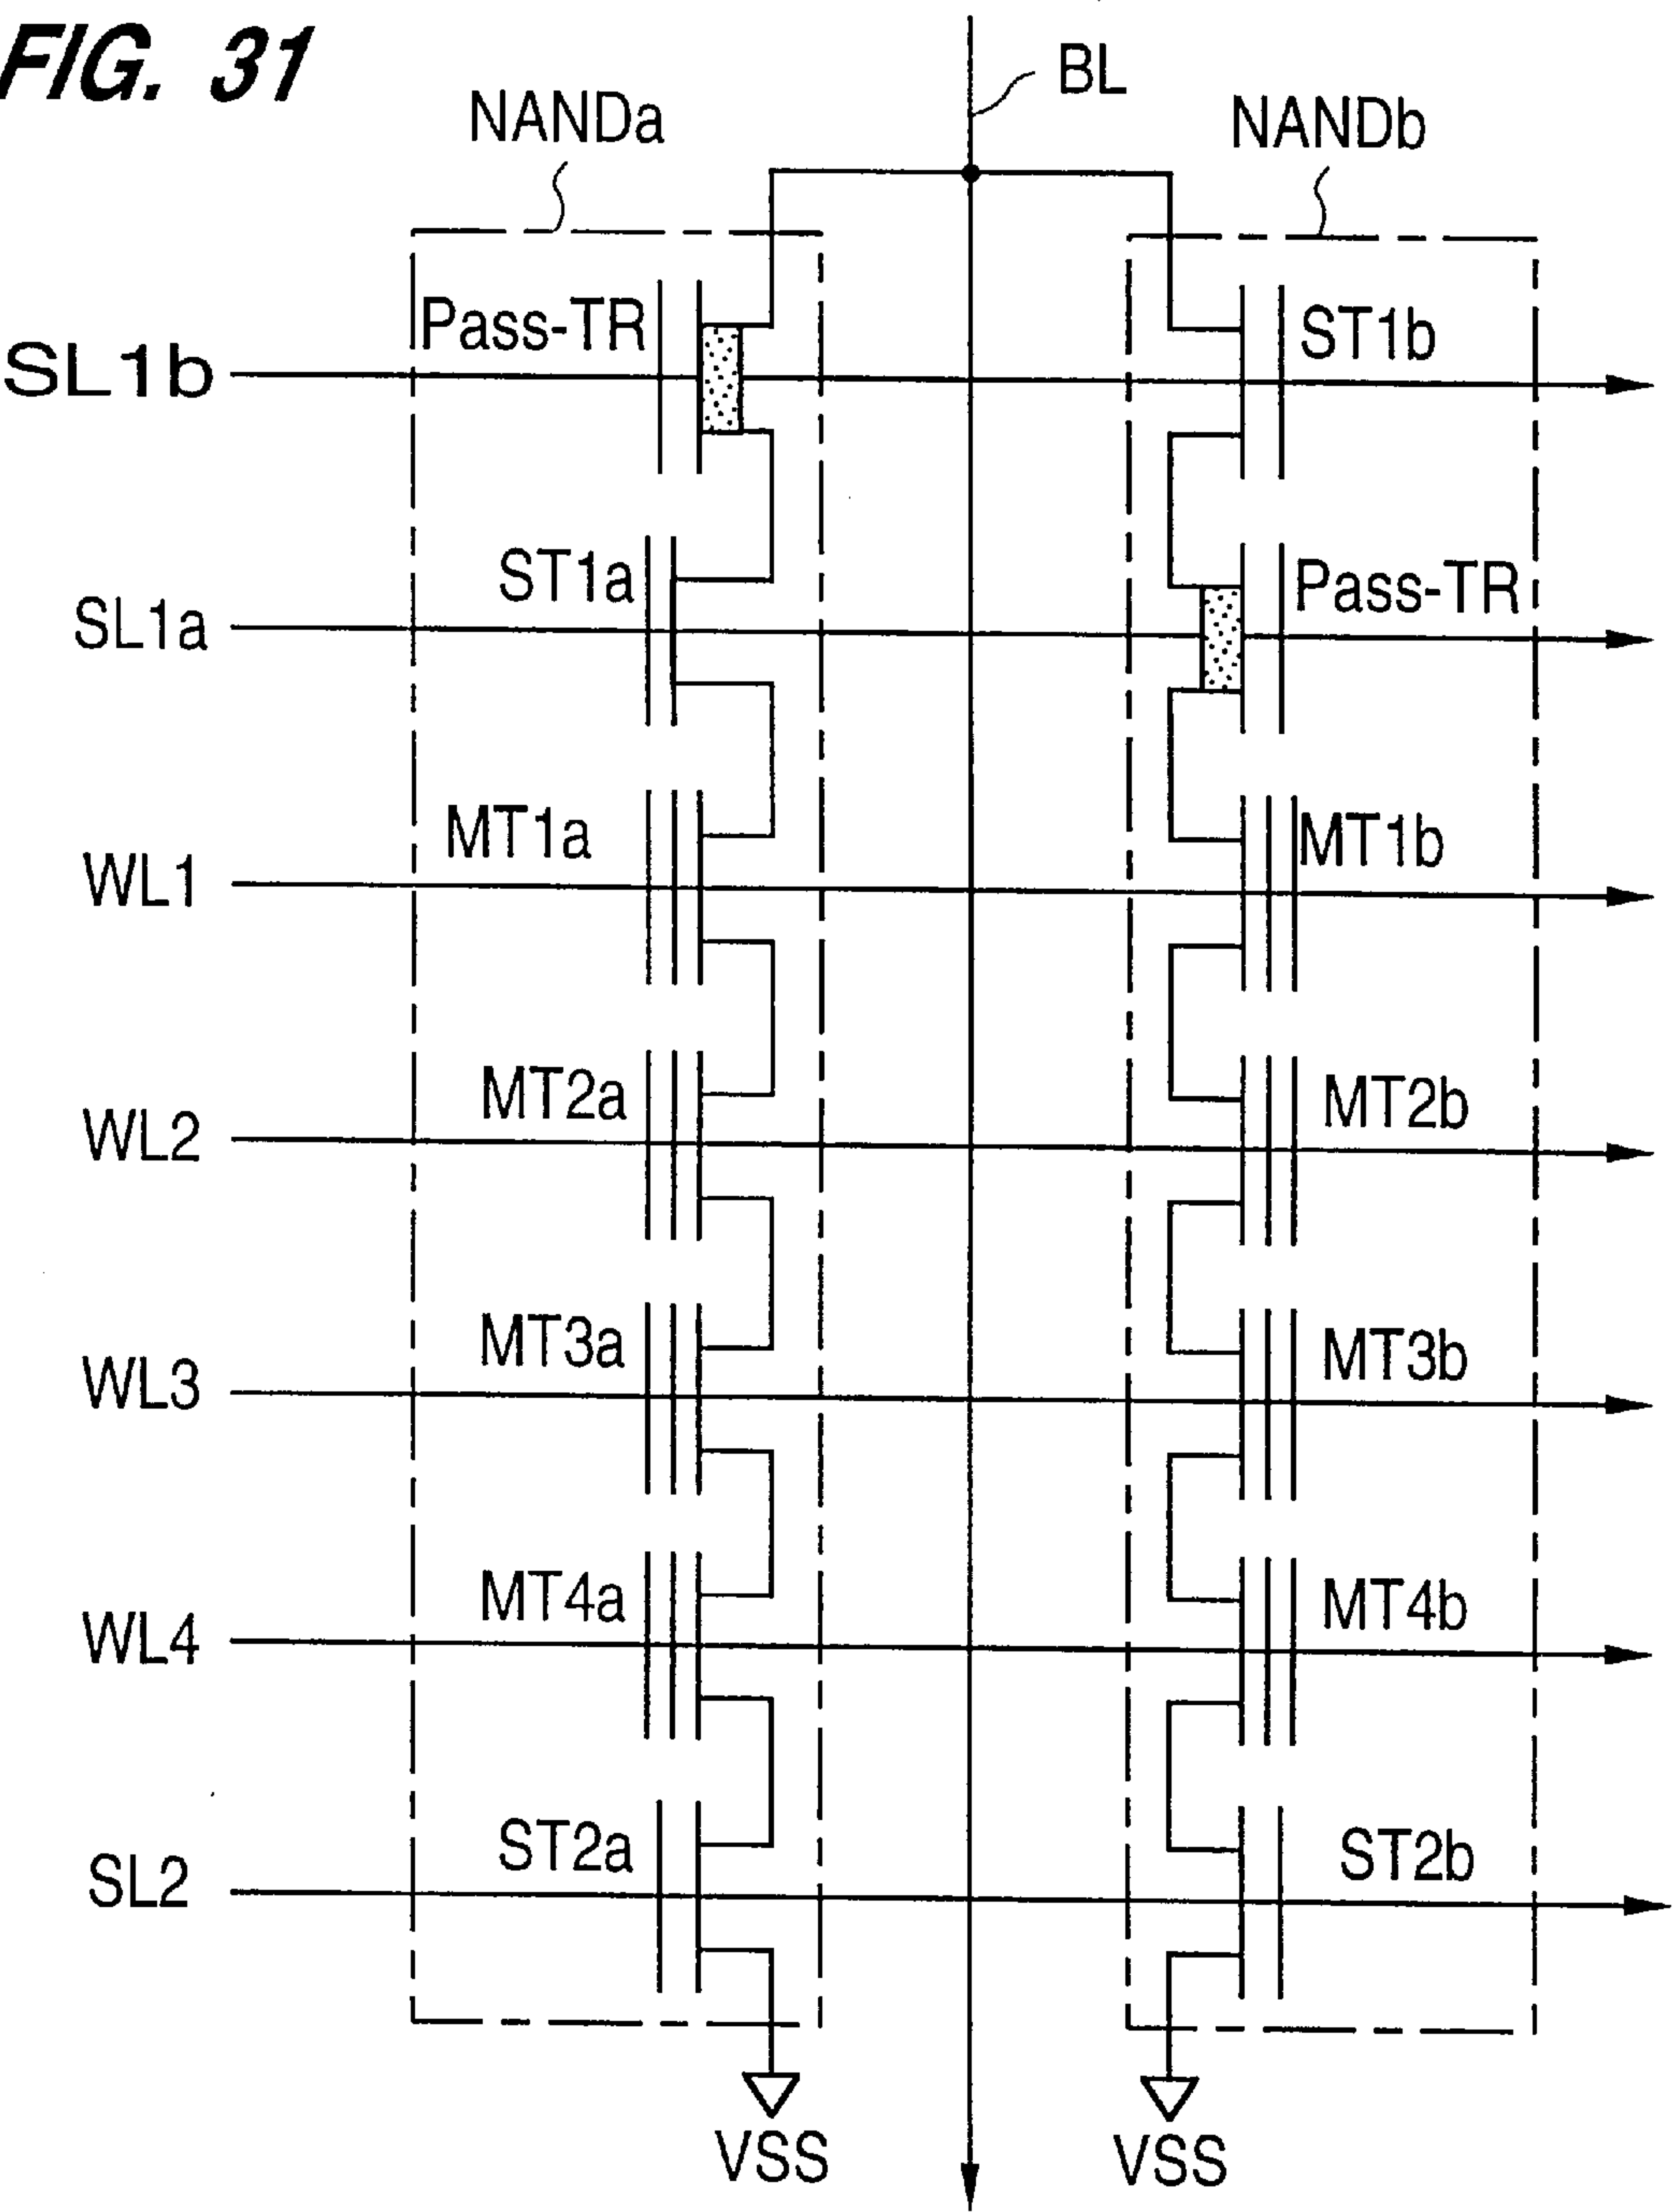 FIG. 31
BL
NANDa
NANDb
SL1b
Pass-TR
ST1b
SL1a
ST1a
Pass-TR
WL1
MT1a
MT1b
WL2
MT2a
MT2b
WL3
MT3a
MT3b
WL4
MT4a
MT4b
SL2
ST2a
ST2b
VSS
VSS